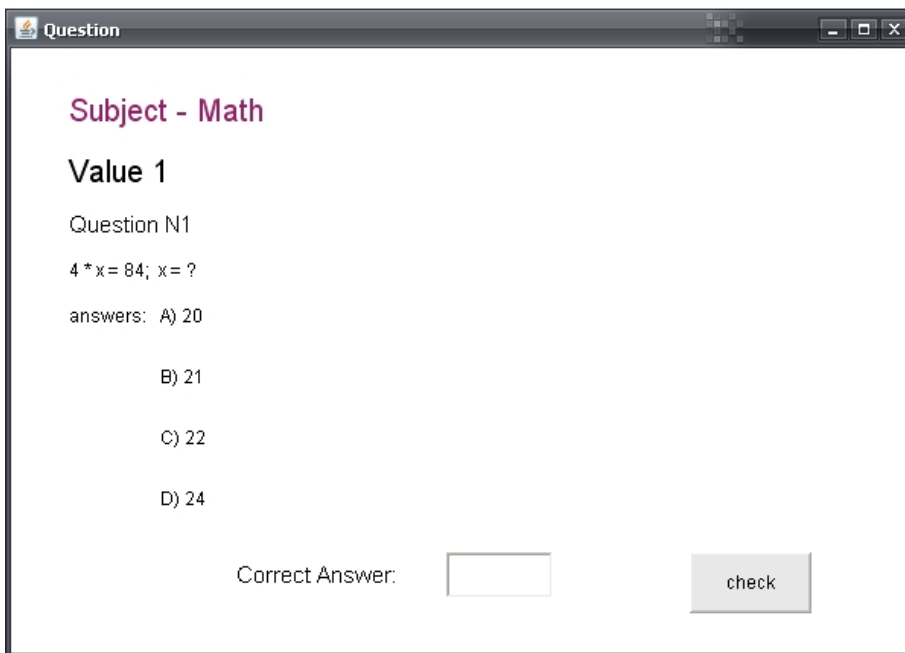 Question
Subject - Math
Value 1
Question N1
4 * x = 84; x = ?
answers: A) 20
B) 21
C) 22
D) 24
Correct Answer:
check